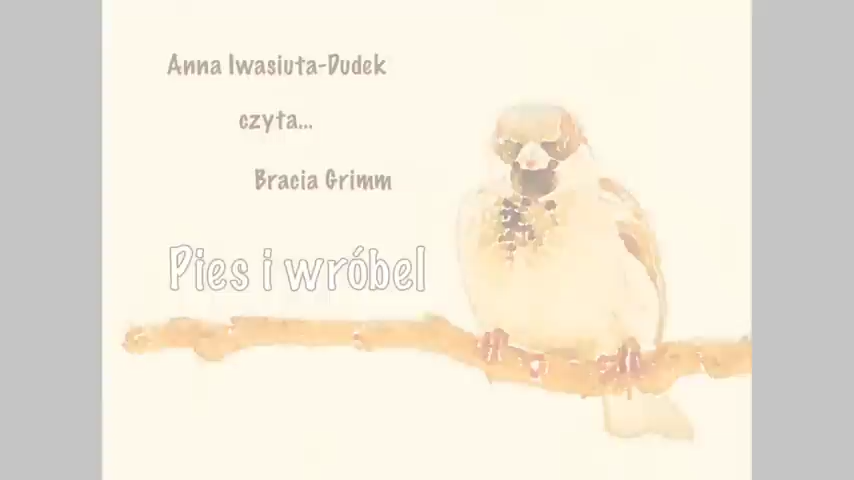 Anna Iwasiuta-Dudek
czyta...
Bracia Grimm
Pies i wróbel